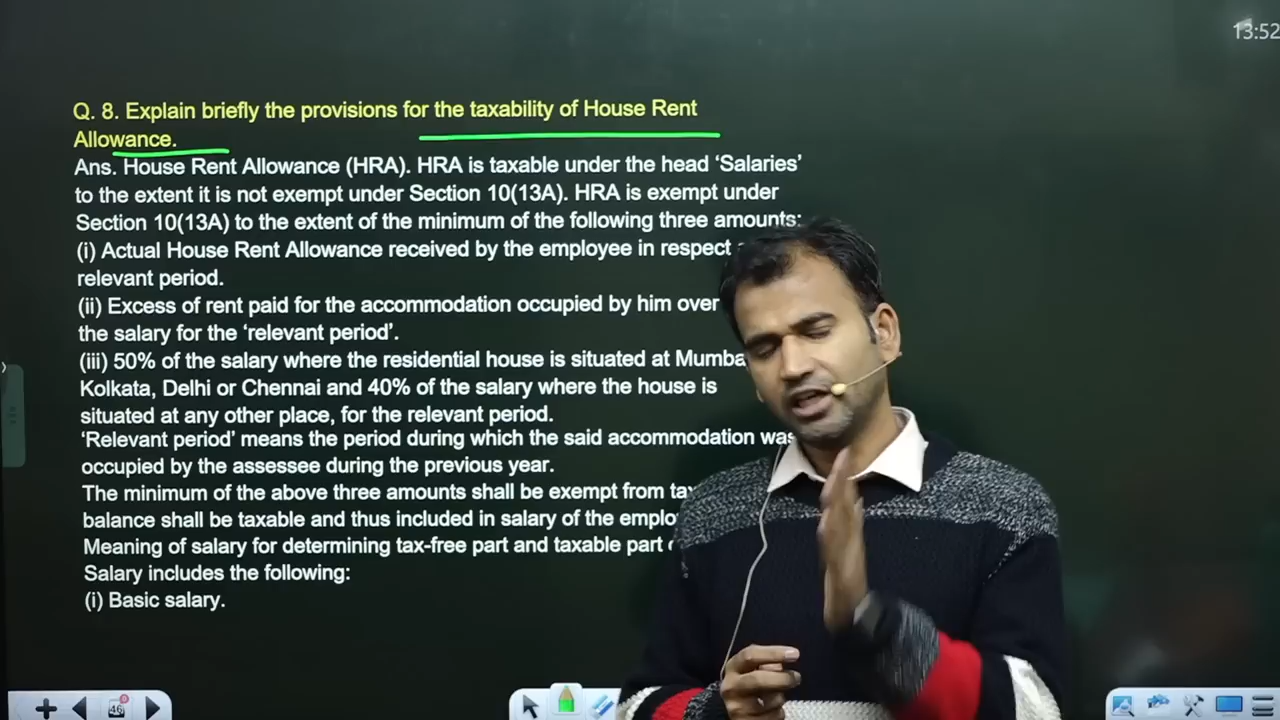 13:52
Q. 8. Explain briefly the provisions for the taxability of House Rent
Allowance.
Ans. House Rent Allowance (HRA). HRA is taxable under the head ‘Salaries’
to the extent it is not exempt under Section 10(13A). HRA is exempt under
Section 10(13A) to the extent of the minimum of the following three amounts:
(i) Actual House Rent Allowance received by the employee in respect
relevant period.
(ii) Excess of rent paid for the accommodation occupied by him over
the salary for the ‘relevant period’.
(iii) 50% of the salary where the residential house is situated at
Kolkata, Delhi or Chennai and 40% of the salary where the house is
situated at any other place, for the relevant period.
‘Relevant period’ means the period during which the said accommodation was
occupied by the assessee during the previous year.
The minimum of the above three amounts shall be exempt from
balance shall be taxable and thus included in salary of the
Meaning of salary for determining tax-free part and taxable part
Salary includes the following:
(i) Basic salary.
46